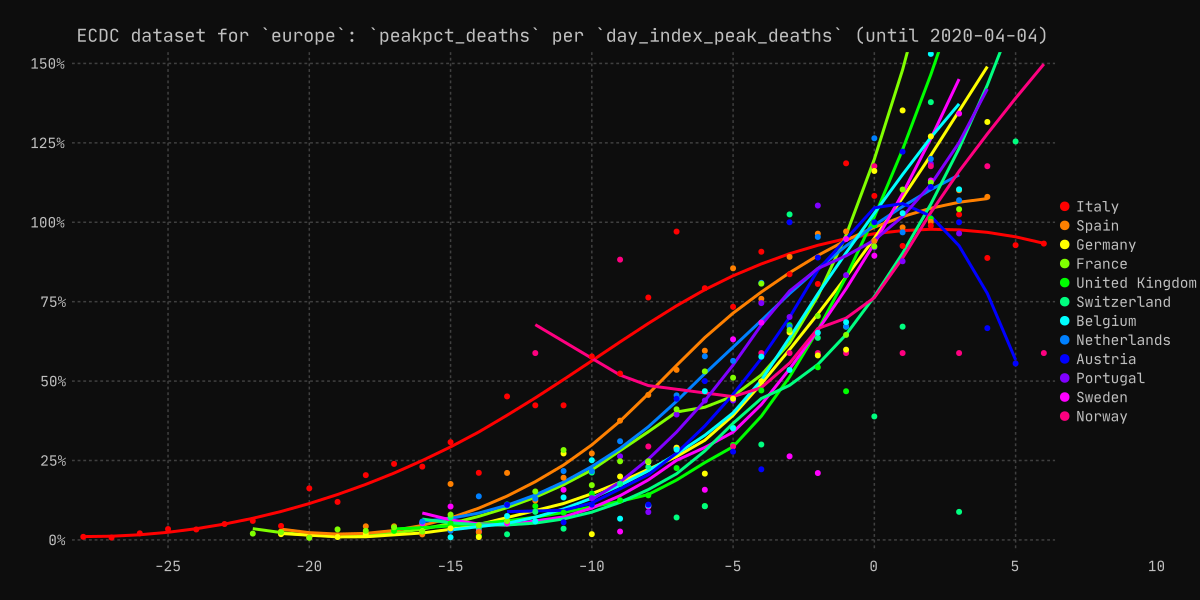 ECDC dataset for `europe`: `peakpct_deaths` per `day_index_peak_deaths` (until 2020-04-04)
150%
125%
100%
75%
50%
25%
0%
-25
-20
-15
-10
-5
0
5
10
Italy
Spain
Germany
France
United Kingdom
Switzerland
Belgium
Netherlands
Austria
Portugal
Sweden
Norway